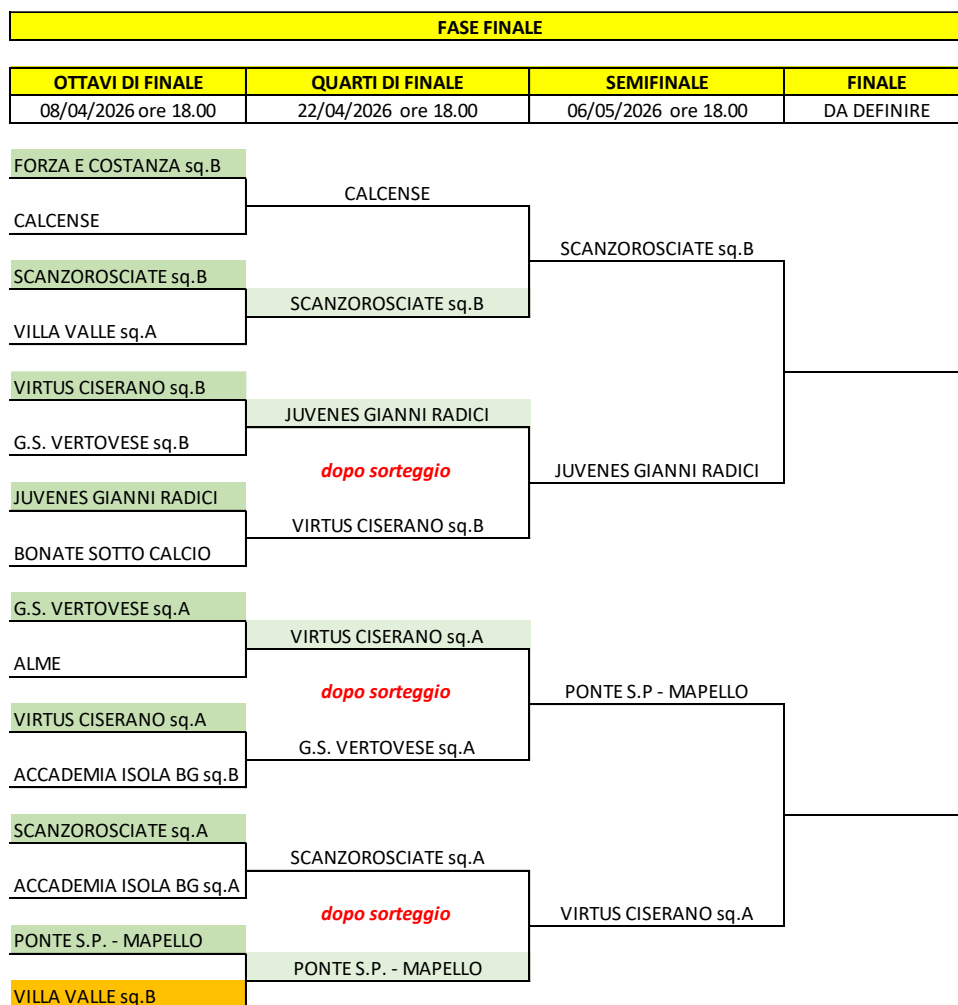 FASE FINALE
OTTAVI DI FINALE QUARTI DI FINALE SEMIFINALE FINALE
08/04/2026 ore 18.00 22/04/2026 ore 18.00 06/05/2026 ore 18.00 DA DEFINIRE
FORZA E COSTANZA sq.B
CALCENSE
CALCENSE
SCANZOROSCIATE sq.B
SCANZOROSCIATE sq.B
SCANZOROSCIATE sq.B
VILLA VALLE sq.A
VIRTUS CISERANO sq.B
JUVENES GIANNI RADICI
G.S. VERTOVESE sq.B
dopo sorteggio JUVENES GIANNI RADICI
JUVENES GIANNI RADICI
VIRTUS CISERANO sq.B
BONATE SOTTO CALCIO
G.S. VERTOVESE sq.A
VIRTUS CISERANO sq.A
ALME
dopo sorteggio PONTE S.P - MAPELLO
VIRTUS CISERANO sq.A
G.S. VERTOVESE sq.A
ACCADEMIA ISOLA BG sq.B
SCANZOROSCIATE sq.A
SCANZOROSCIATE sq.A
ACCADEMIA ISOLA BG sq.A
dopo sorteggio VIRTUS CISERANO sq.A
PONTE S.P. - MAPELLO
PONTE S.P. - MAPELLO
VILLA VALLE sq.B